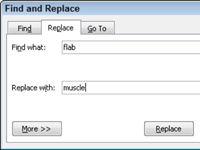 Find and Replace
Find Replace Go To
Find what: flab
Replace with: muscle
More >> Replace